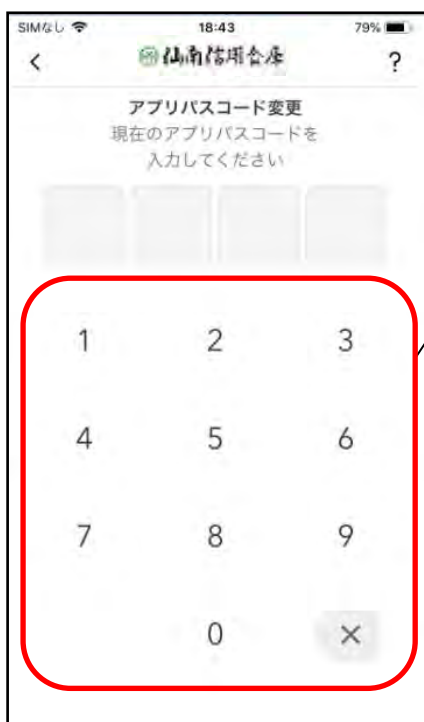 SIMなし 18:43 79%
< 仙南信用金庫 ?
アプリパスコード変更
現在のアプリパスコードを
入力してください
1 2 3
4 5 6
7 8 9
0 ×